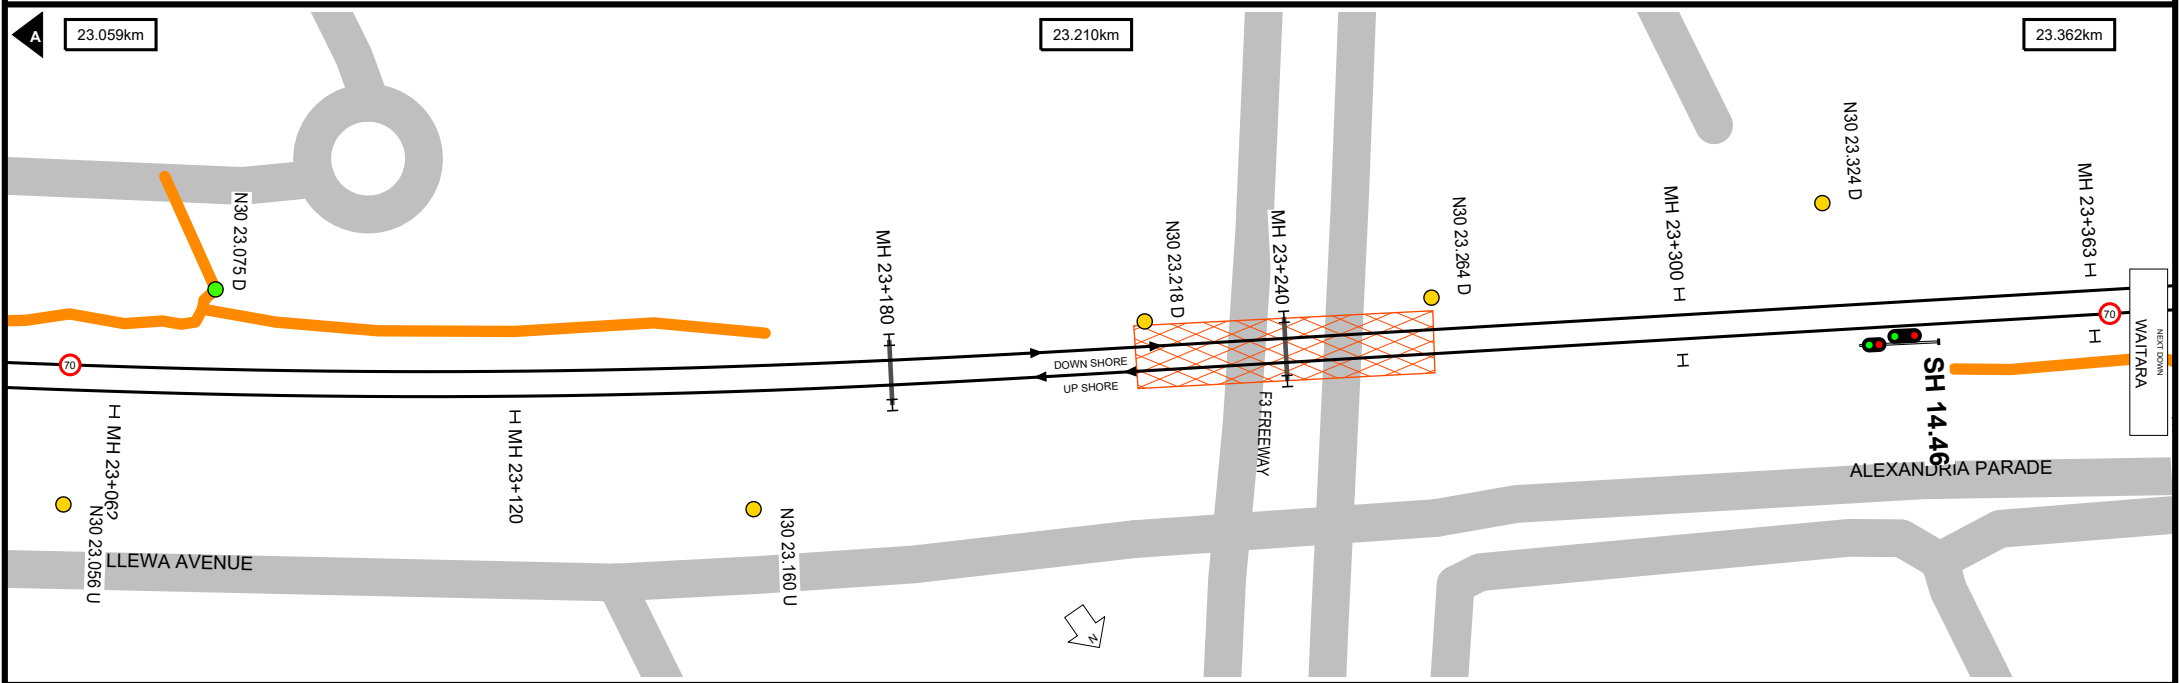 A
23.059km
23.210km
23.362km
N30 23.075 D
MH 23+180 H
H
N30 23.218 D
MH 23+240 H
H
N30 23.264 D
MH 23+300 H
H
N30 23.324 D
MH 23+363 H
H
70
70
DOWN SHORE
UP SHORE
F3 FREEWAY
SH 14.46
NEXT DOWN
WAITARA
ALEXANDRIA PARADE
H MH 23+062
N30 23.056 U
LLEWA AVENUE
H MH 23+120
N30 23.160 U
N